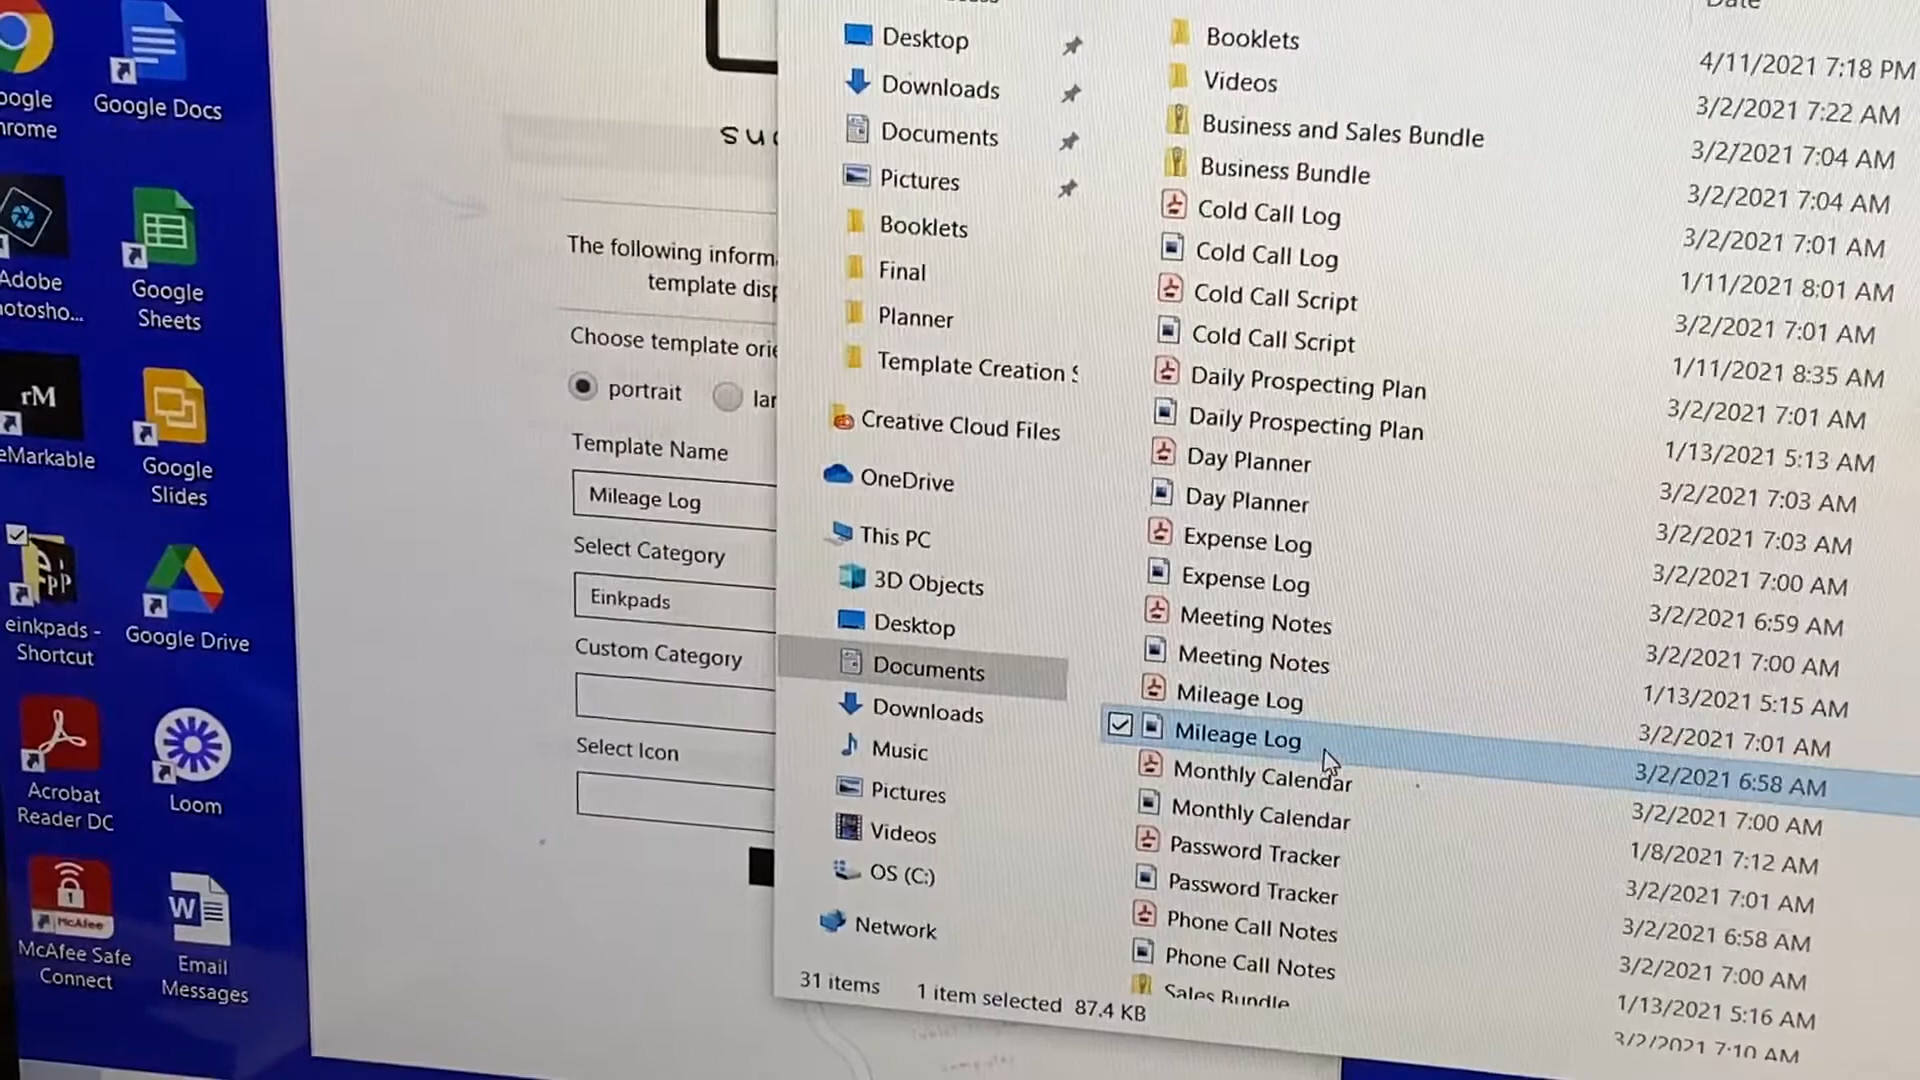 Google Docs
Google
Sheets
Adobe
Google
Slides
rM
einkpads -
Shortcut
Google Drive
Acrobat
Reader DC
Loom
McAfee
McAfee Safe
Connect
W
Email
Messages
The following
template
Choose template
portrait
Template Name
Mileage Log
Select Category
Einkpads
Custom Category
Select Icon
Desktop
Downloads
Documents
Pictures
Booklets
Final
Planner
Template Creation
Creative Cloud Files
OneDrive
This PC
3D Objects
Desktop
Documents
Downloads
Music
Pictures
Videos
OS (C:)
Network
31 items 1 item selected 87.4 KB
Date
Booklets
Videos
Business and Sales Bundle
Business Bundle
Cold Call Log
Cold Call Log
Cold Call Script
Cold Call Script
Daily Prospecting Plan
Daily Prospecting Plan
Day Planner
Day Planner
Expense Log
Expense Log
Meeting Notes
Meeting Notes
Mileage Log
Mileage Log
Monthly Calendar
Monthly Calendar
Password Tracker
Password Tracker
Phone Call Notes
Phone Call Notes
Sales Bundle
4/11/2021 7:18 PM
3/2/2021 7:22 AM
3/2/2021 7:04 AM
3/2/2021 7:04 AM
3/2/2021 7:01 AM
1/11/2021 8:01 AM
3/2/2021 7:01 AM
1/11/2021 8:35 AM
3/2/2021 7:01 AM
1/13/2021 5:13 AM
3/2/2021 7:03 AM
3/2/2021 7:03 AM
3/2/2021 7:00 AM
3/2/2021 6:59 AM
3/2/2021 7:00 AM
1/13/2021 5:15 AM
3/2/2021 7:01 AM
3/2/2021 6:58 AM
3/2/2021 7:00 AM
1/8/2021 7:12 AM
3/2/2021 7:01 AM
3/2/2021 6:58 AM
3/2/2021 7:00 AM
1/13/2021 5:16 AM
3/2/2021 7:10 AM